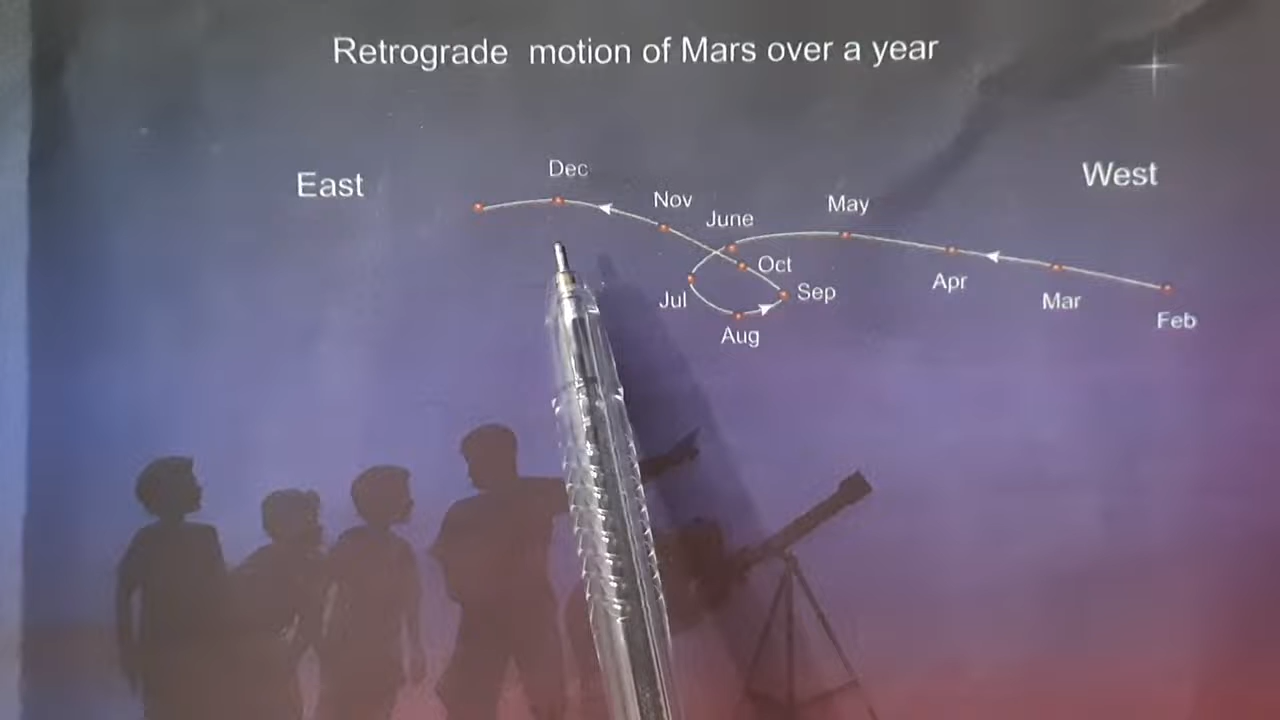 Retrograde motion of Mars over a year
East
West
Dec
Nov
June
May
Oct
Sep
Jul
Aug
Apr
Mar
Feb